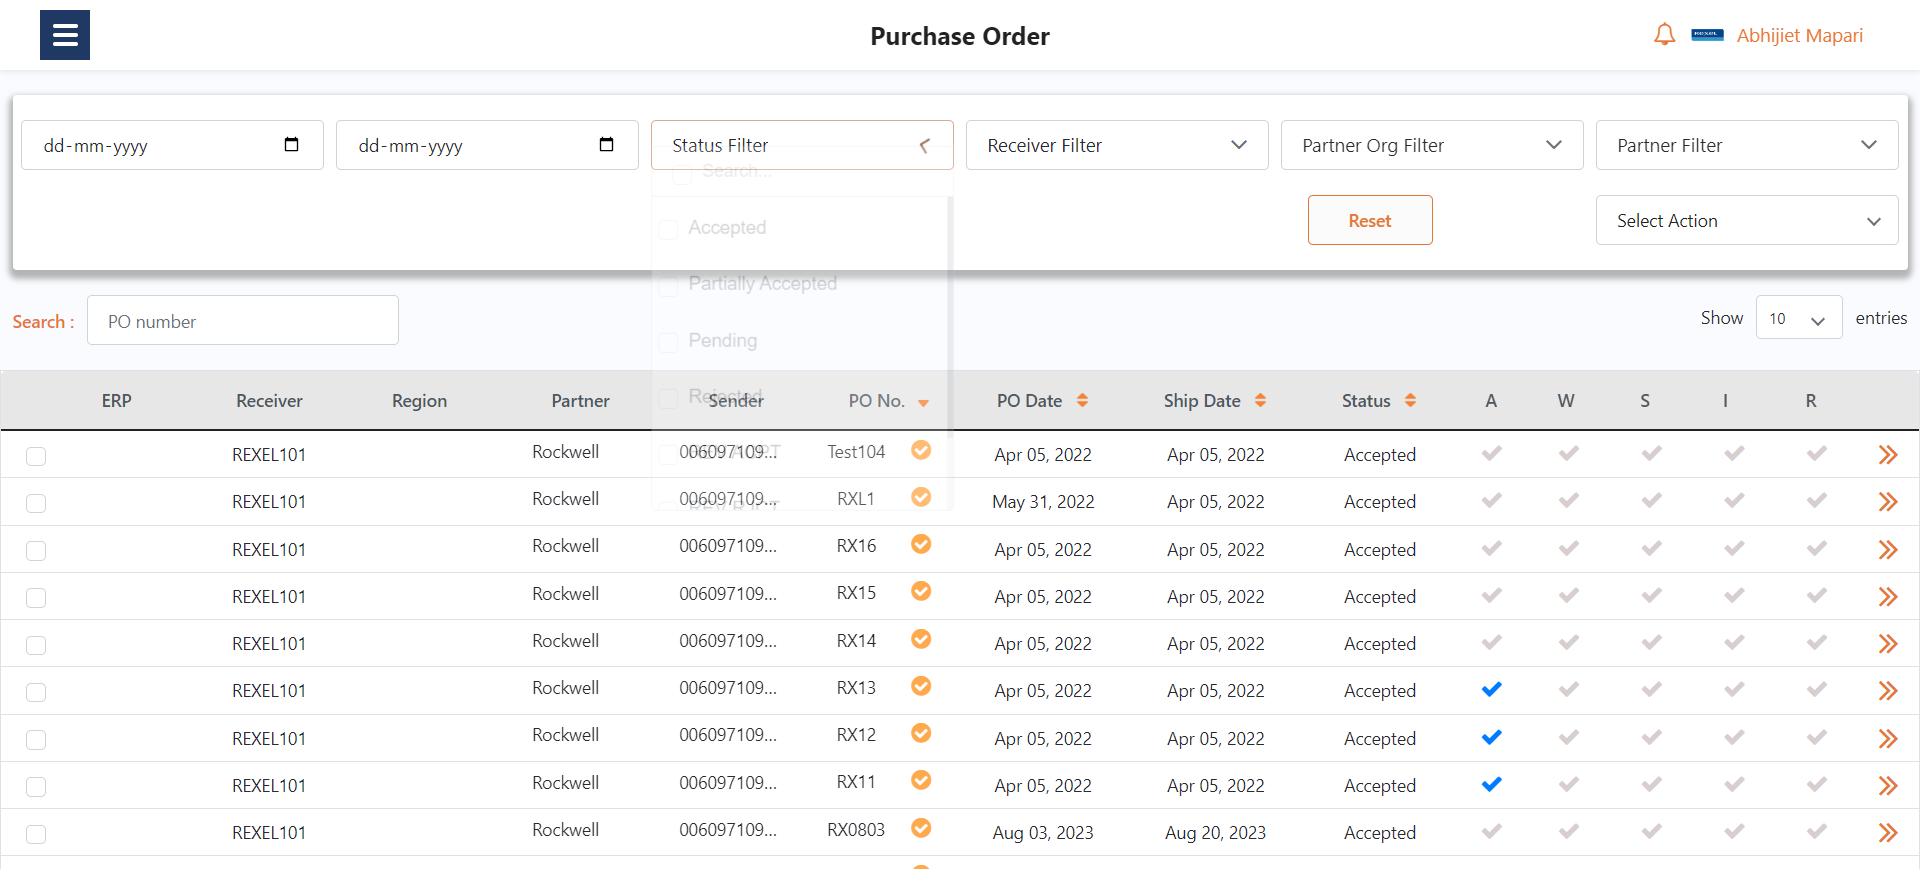 Purchase Order
REXEL
Abhijiet Mapari
dd-mm-yyyy
dd-mm-yyyy
Status Filter
Receiver Filter
Partner Org Filter
Partner Filter
Search...
Accepted
Partially Accepted
Pending
Rejected
Reset
Select Action
Search :
PO number
Show 10 entries
ERP Receiver Region Partner Sender PO No. PO Date Ship Date Status A W S I R
REXEL101 Rockwell 006097109... Test104 Apr 05, 2022 Apr 05, 2022 Accepted
REXEL101 Rockwell 006097109... RXL1 May 31, 2022 Apr 05, 2022 Accepted
REXEL101 Rockwell 006097109... RX16 Apr 05, 2022 Apr 05, 2022 Accepted
REXEL101 Rockwell 006097109... RX15 Apr 05, 2022 Apr 05, 2022 Accepted
REXEL101 Rockwell 006097109... RX14 Apr 05, 2022 Apr 05, 2022 Accepted
REXEL101 Rockwell 006097109... RX13 Apr 05, 2022 Apr 05, 2022 Accepted
REXEL101 Rockwell 006097109... RX12 Apr 05, 2022 Apr 05, 2022 Accepted
REXEL101 Rockwell 006097109... RX11 Apr 05, 2022 Apr 05, 2022 Accepted
REXEL101 Rockwell 006097109... RX0803 Aug 03, 2023 Aug 20, 2023 Accepted